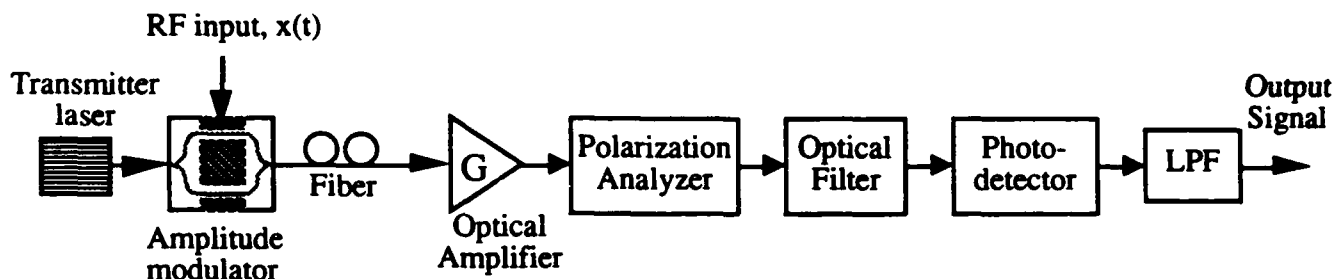 RF input, x(t)
Transmitter
laser
Amplitude
modulator
Fiber
G
Optical
Amplifier
Polarization
Analyzer
Optical
Filter
Photo-
detector
LPF
Output
Signal